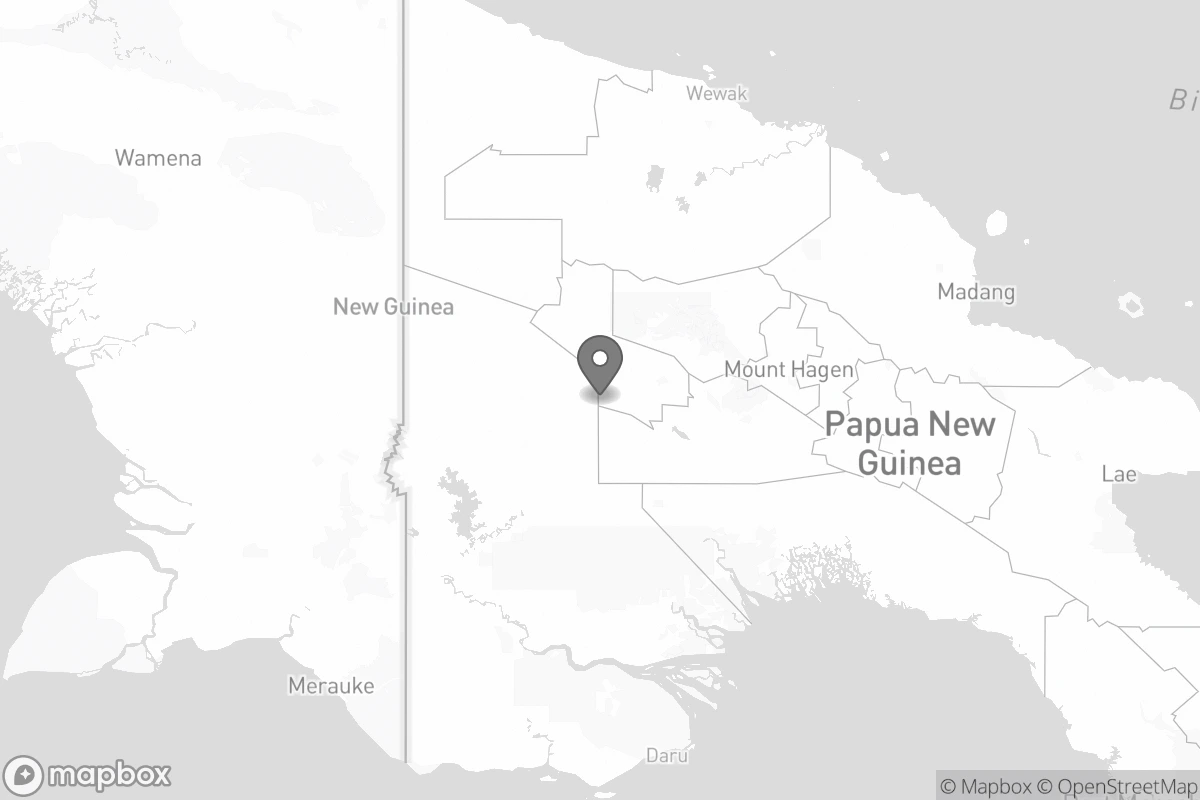 Wewak
Bi
Wamena
Madang
New Guinea
Mount Hagen
Papua New
Guinea
Lae
Merauke
Daru
mapbox
© Mapbox © OpenStreetMap